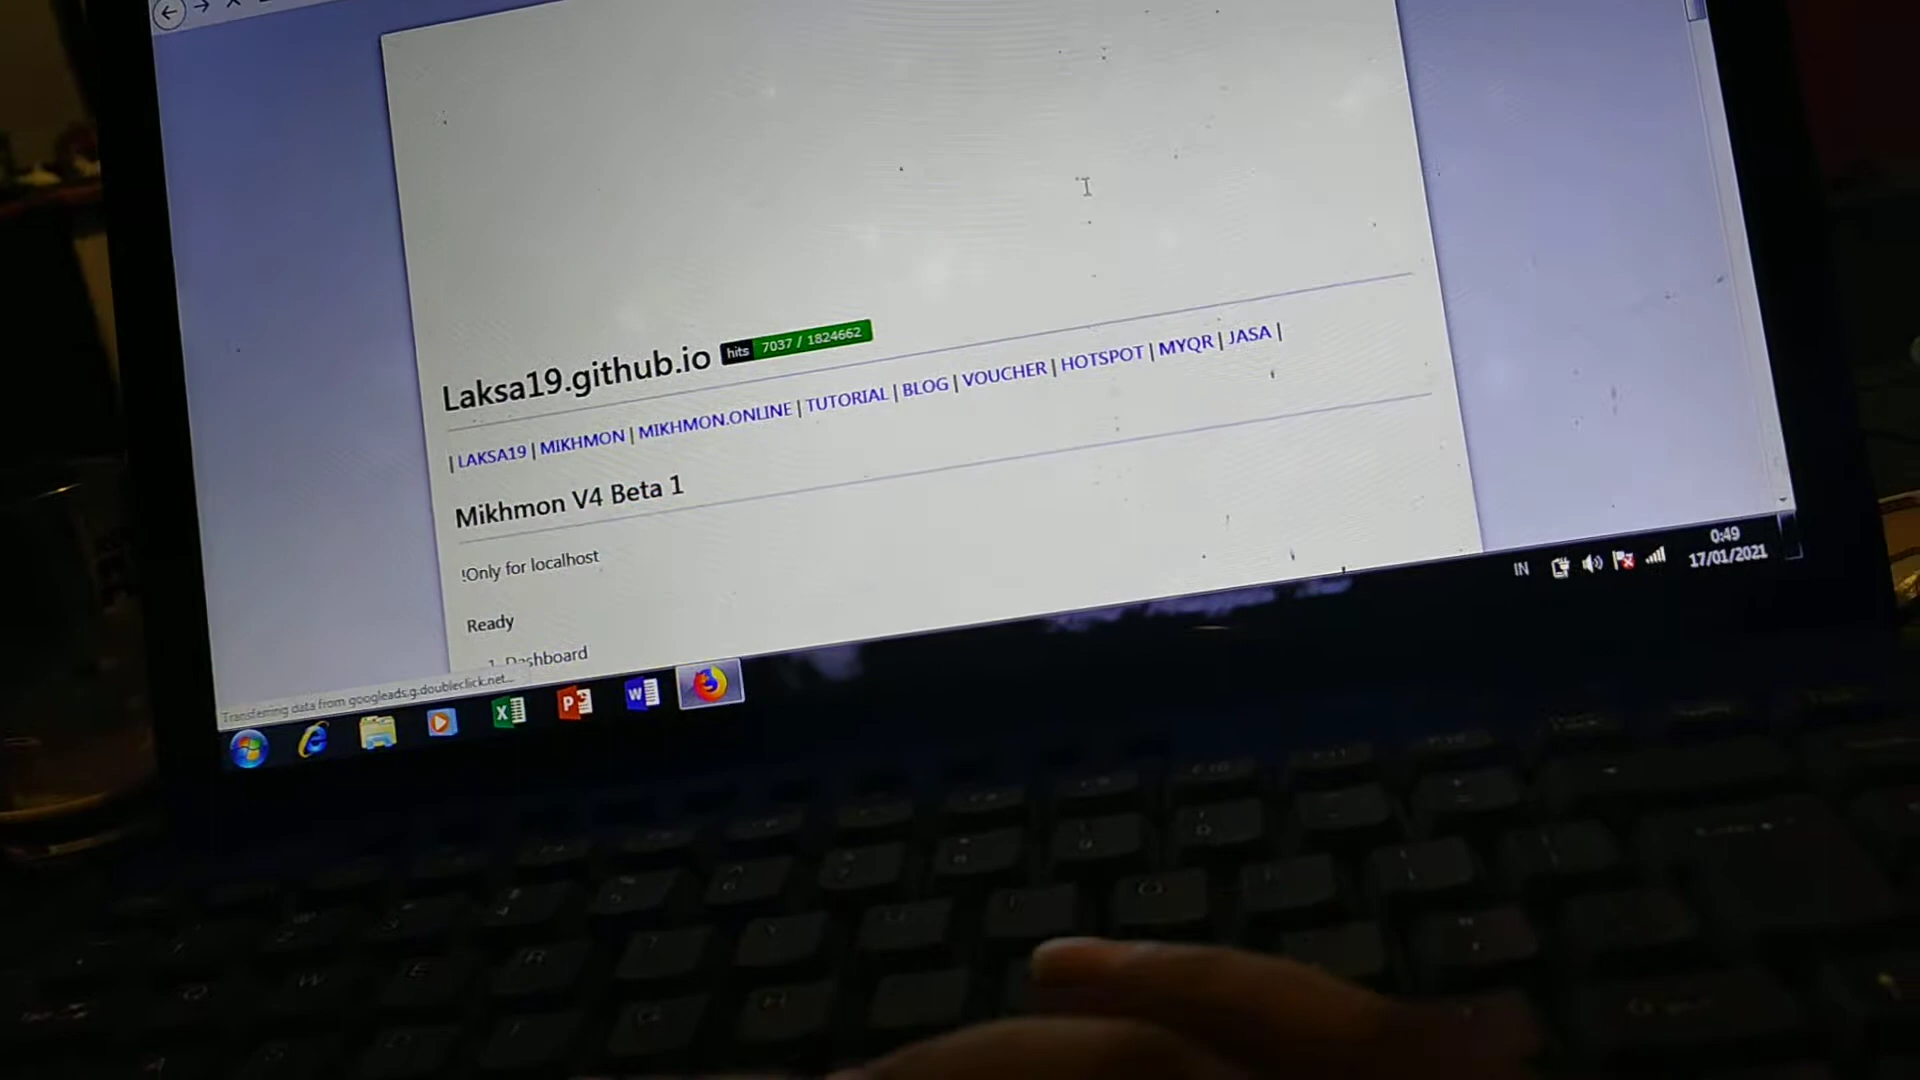 Laksa19.github.io hits 7037 / 1824662
| LAKSA19 | MIKHMON | MIKHMON.ONLINE | TUTORIAL | BLOG | VOUCHER | HOTSPOT | MYQR | JASA |
Mikhmon V4 Beta 1
!Only for localhost
Ready
1. Dashboard
Transferring data from googleads.g.doubleclick.net...
IN
0:49
17/01/2021